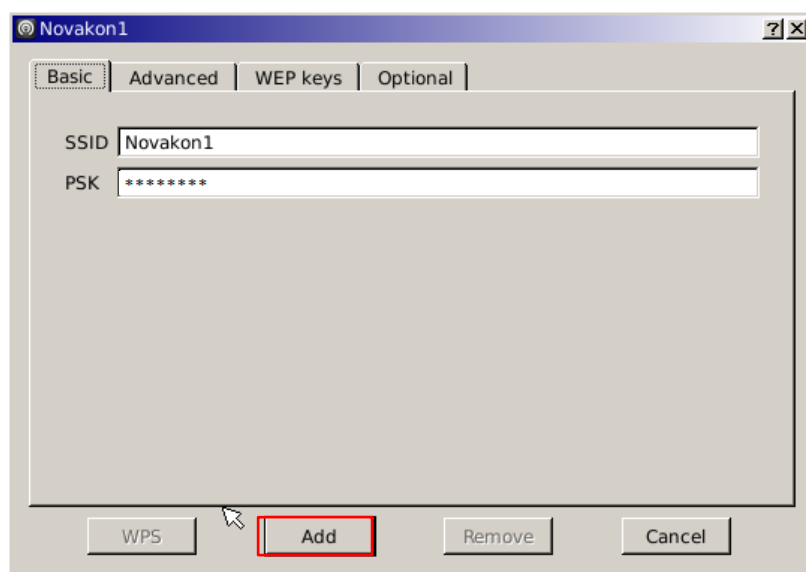 Novakon1
Basic Advanced WEP keys Optional
SSID Novakon1
PSK ********
WPS Add Remove Cancel